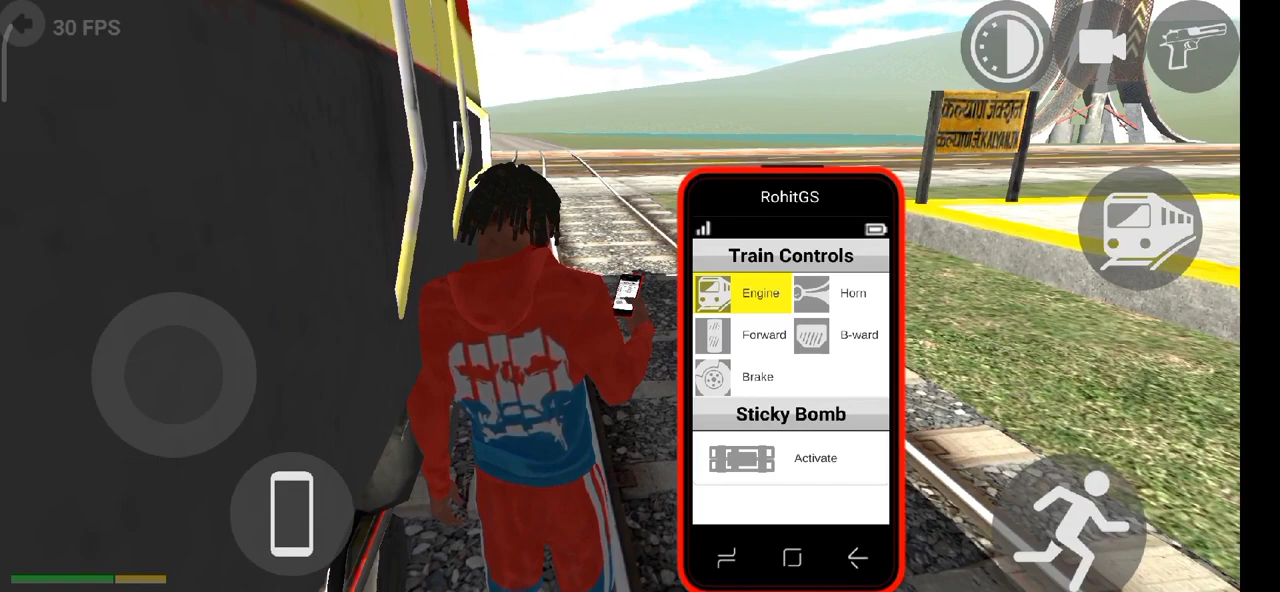 30 FPS
कल्याण जंक्शन
RohitGS
Train Controls
Engine
Horn
Forward
B-ward
Brake
Sticky Bomb
Activate